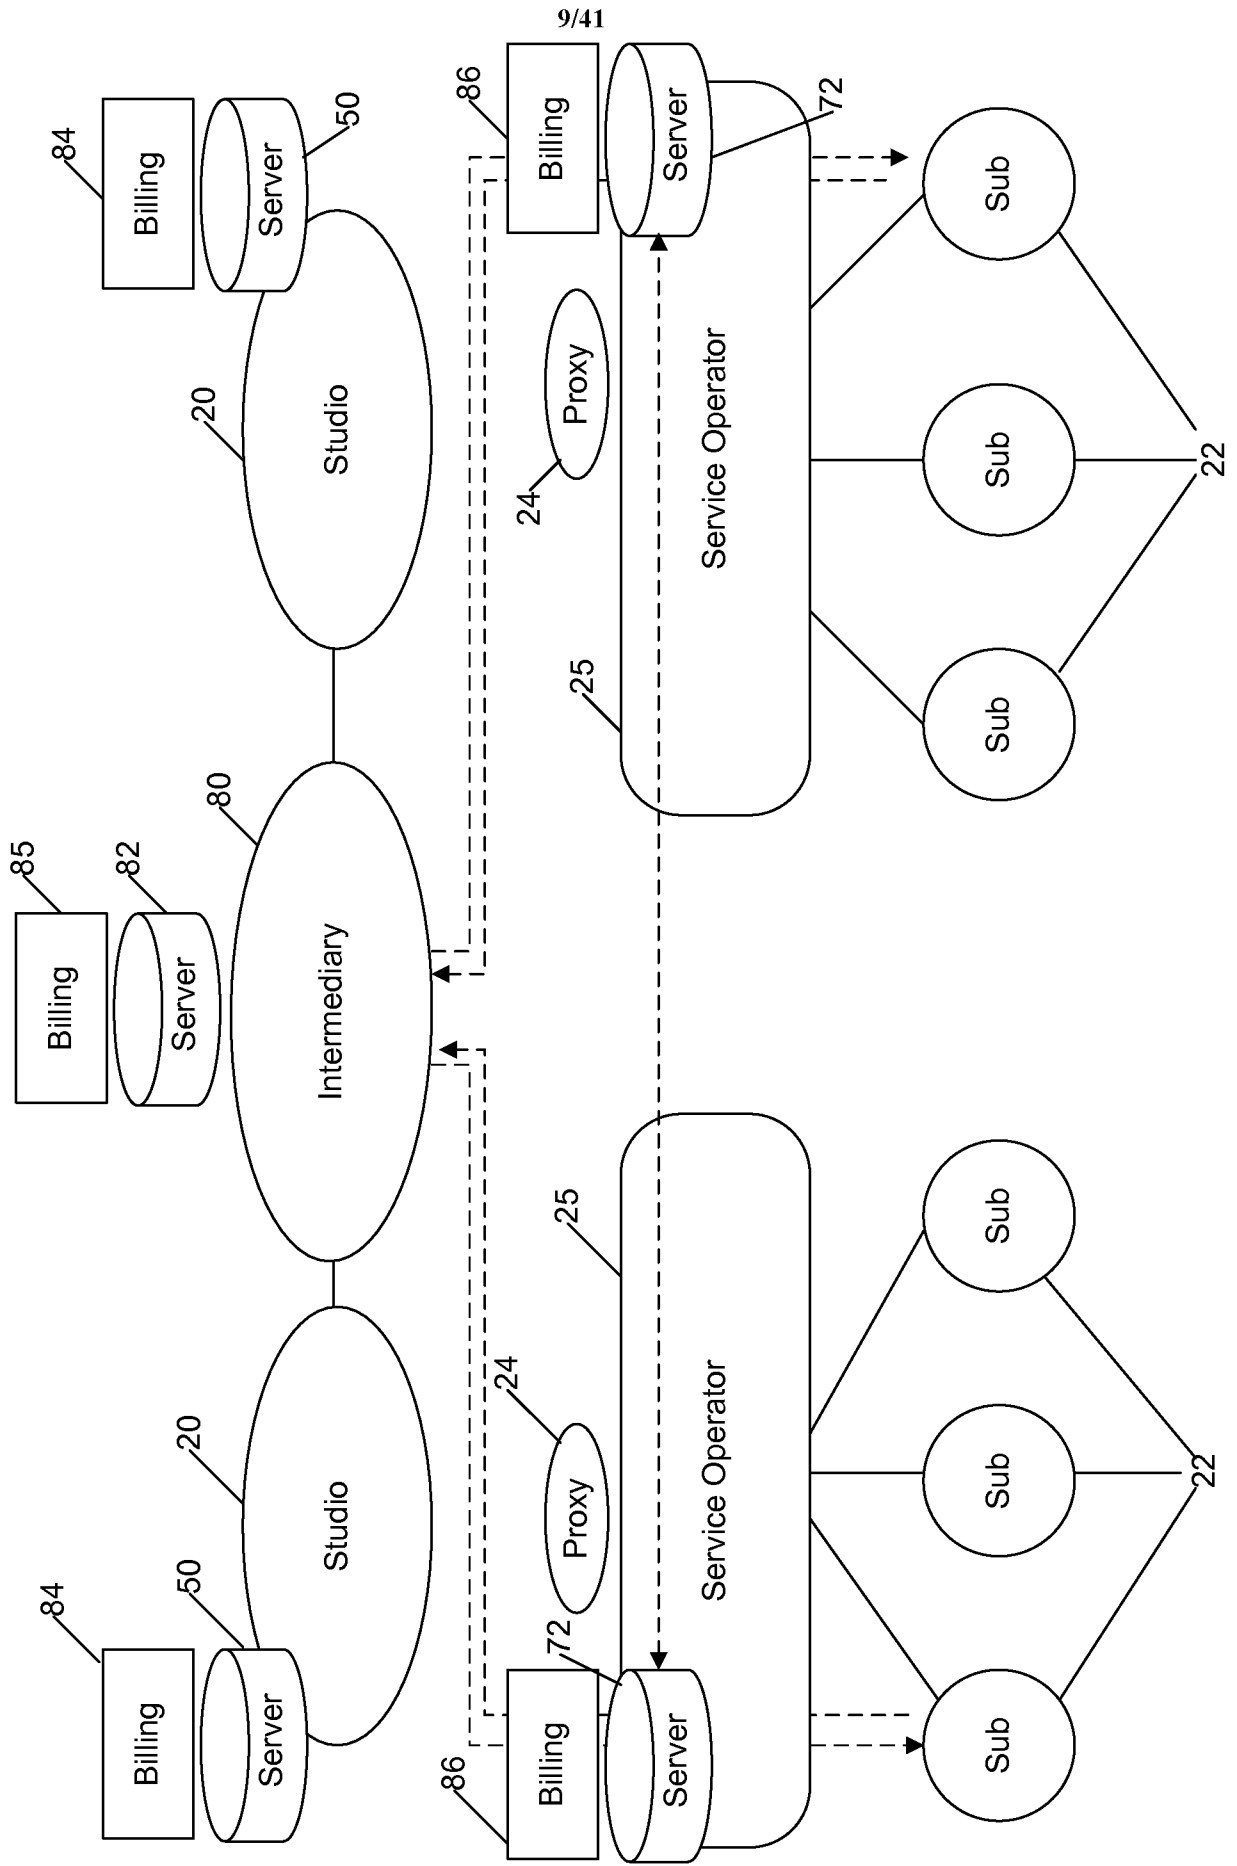 9/41
85
Billing
84
84
82
Billing
Billing
Server
50
20
80
20
50
Server
Server
Studio
Intermediary
Studio
86
24
24
86
Billing
72
25
25
Billing
Proxy
Proxy
Server
Server
Service Operator
Service Operator
72
Sub
Sub
Sub
Sub
Sub
Sub
22
22